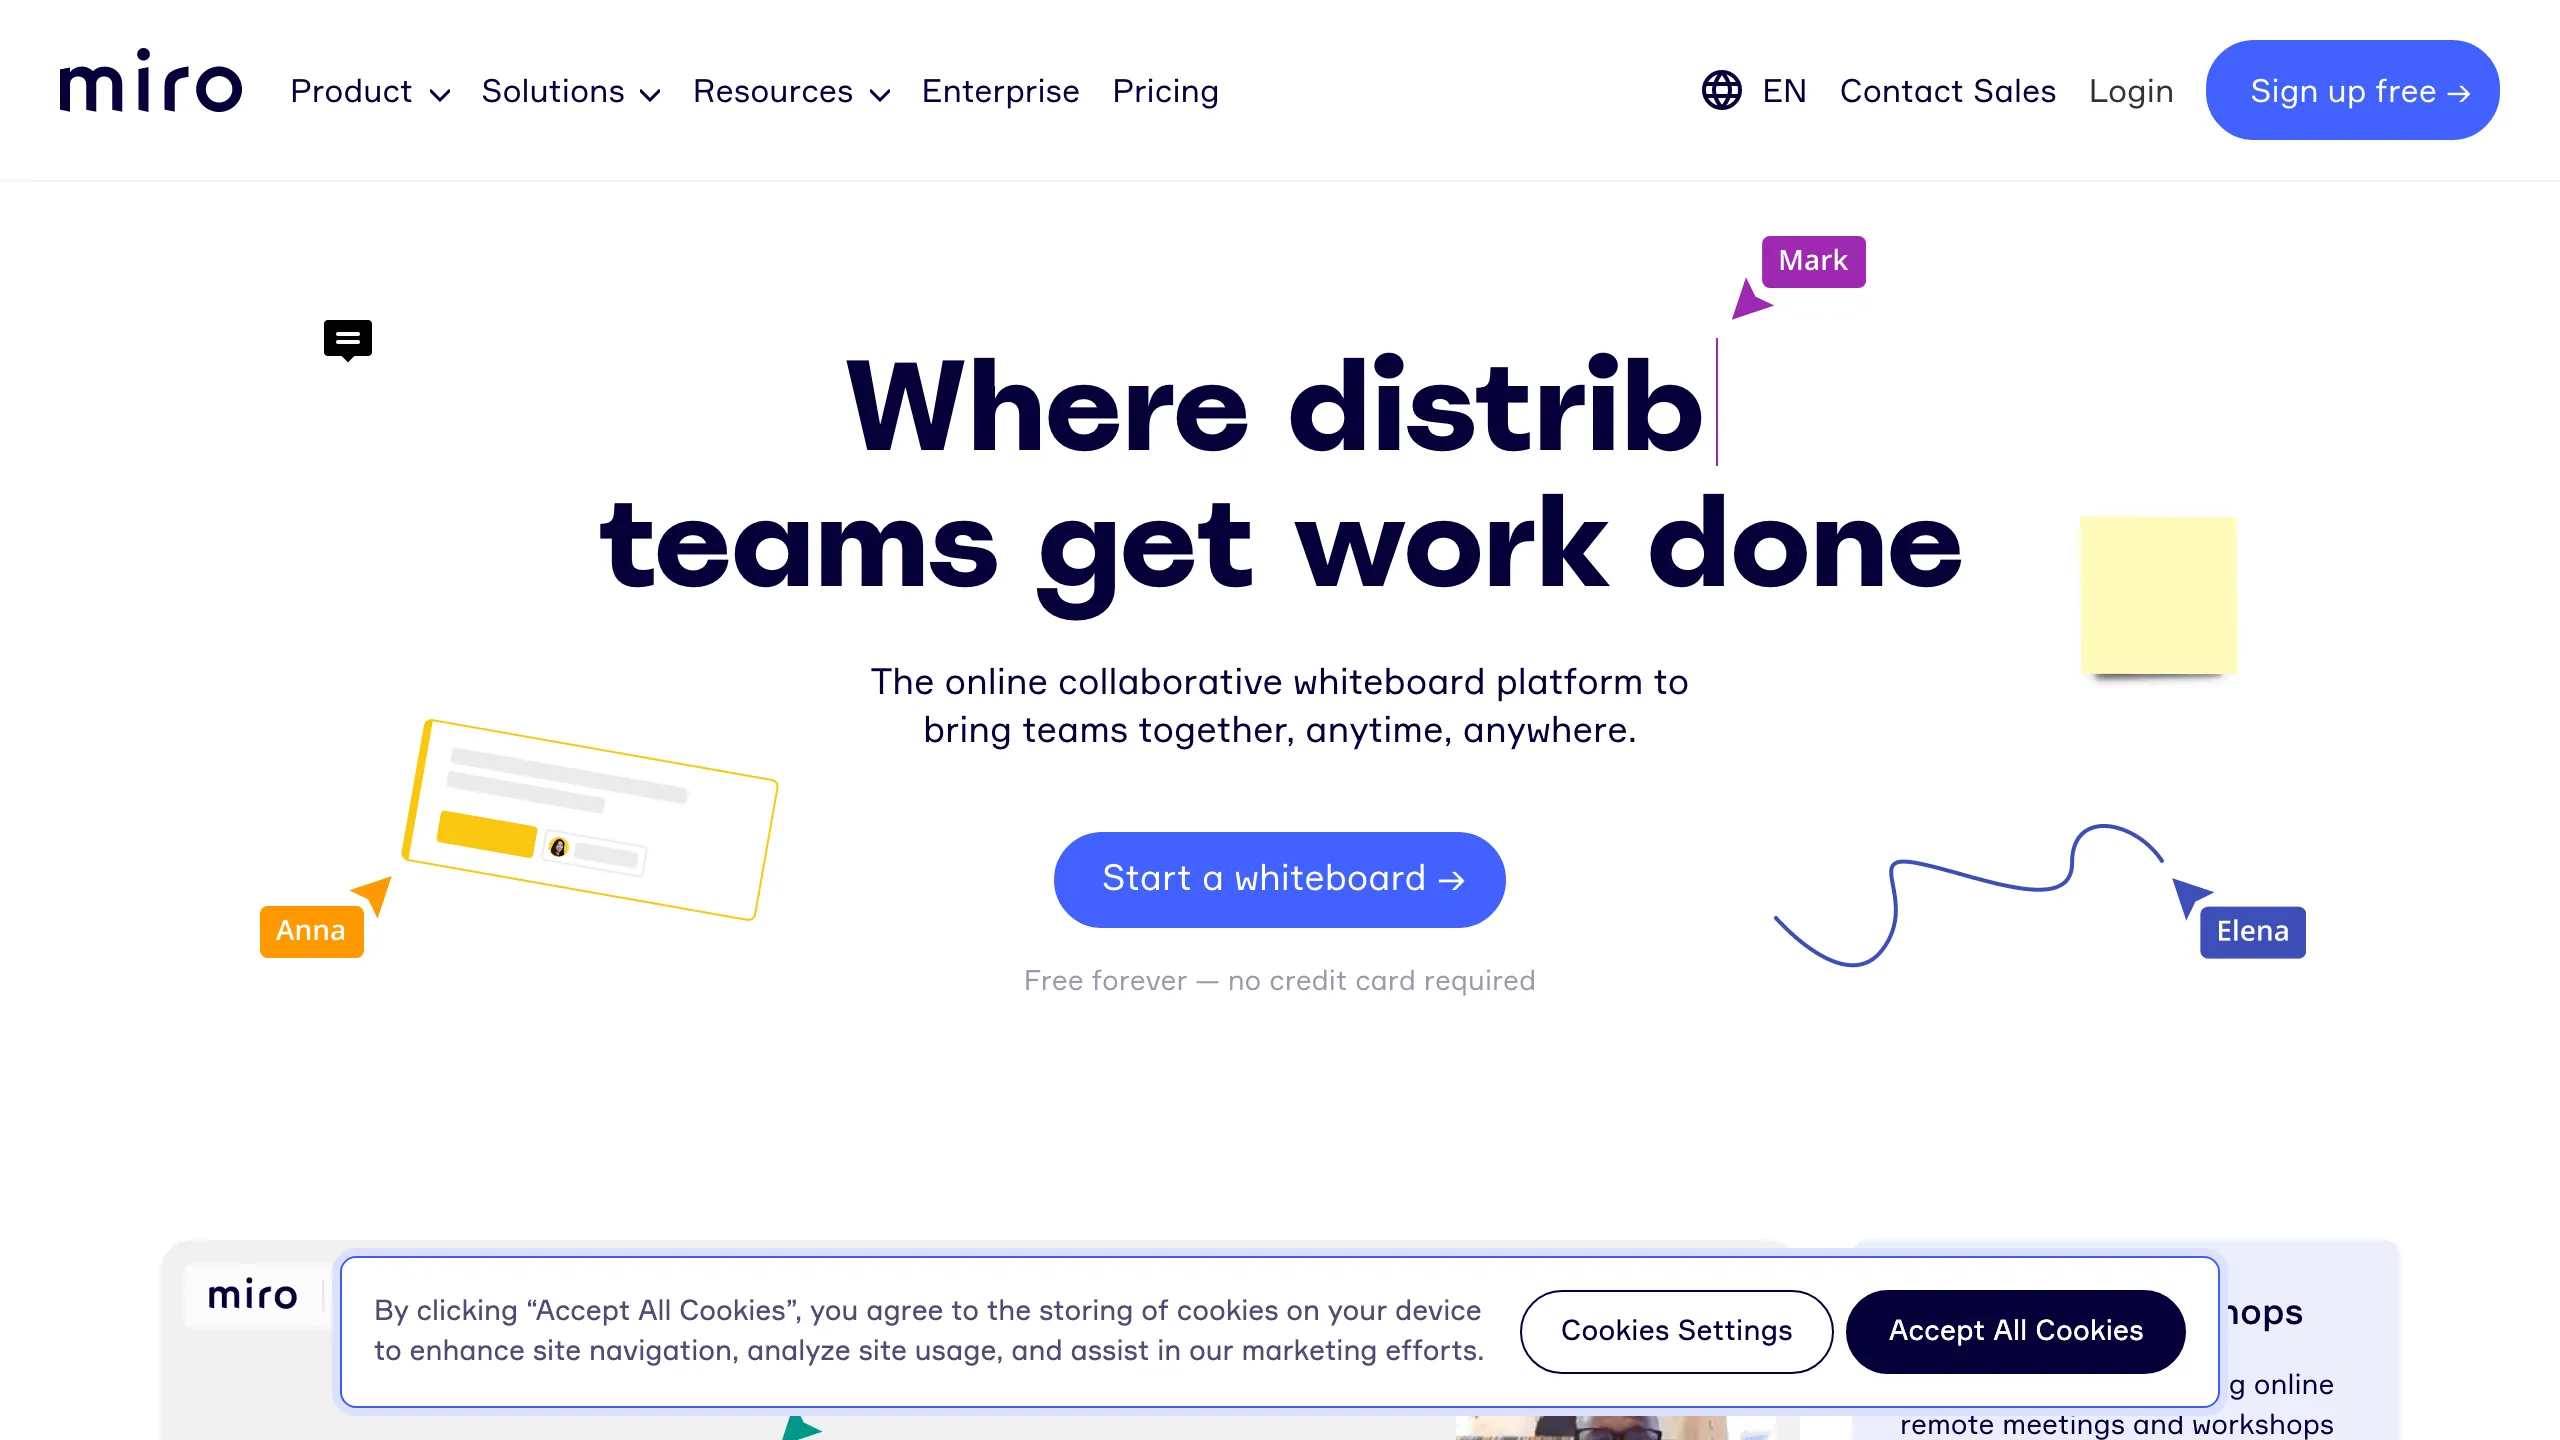 miro
Product
Solutions
Resources
Enterprise
Pricing
EN
Contact Sales
Login
Sign up free →
Mark
Where distrib
teams get work done
The online collaborative whiteboard platform to
bring teams together, anytime, anywhere.
Start a whiteboard →
Free forever — no credit card required
Anna
Elena
miro
By clicking “Accept All Cookies”, you agree to the storing of cookies on your device
to enhance site navigation, analyze site usage, and assist in our marketing efforts.
Cookies Settings
Accept All Cookies
online
remote meetings and workshops